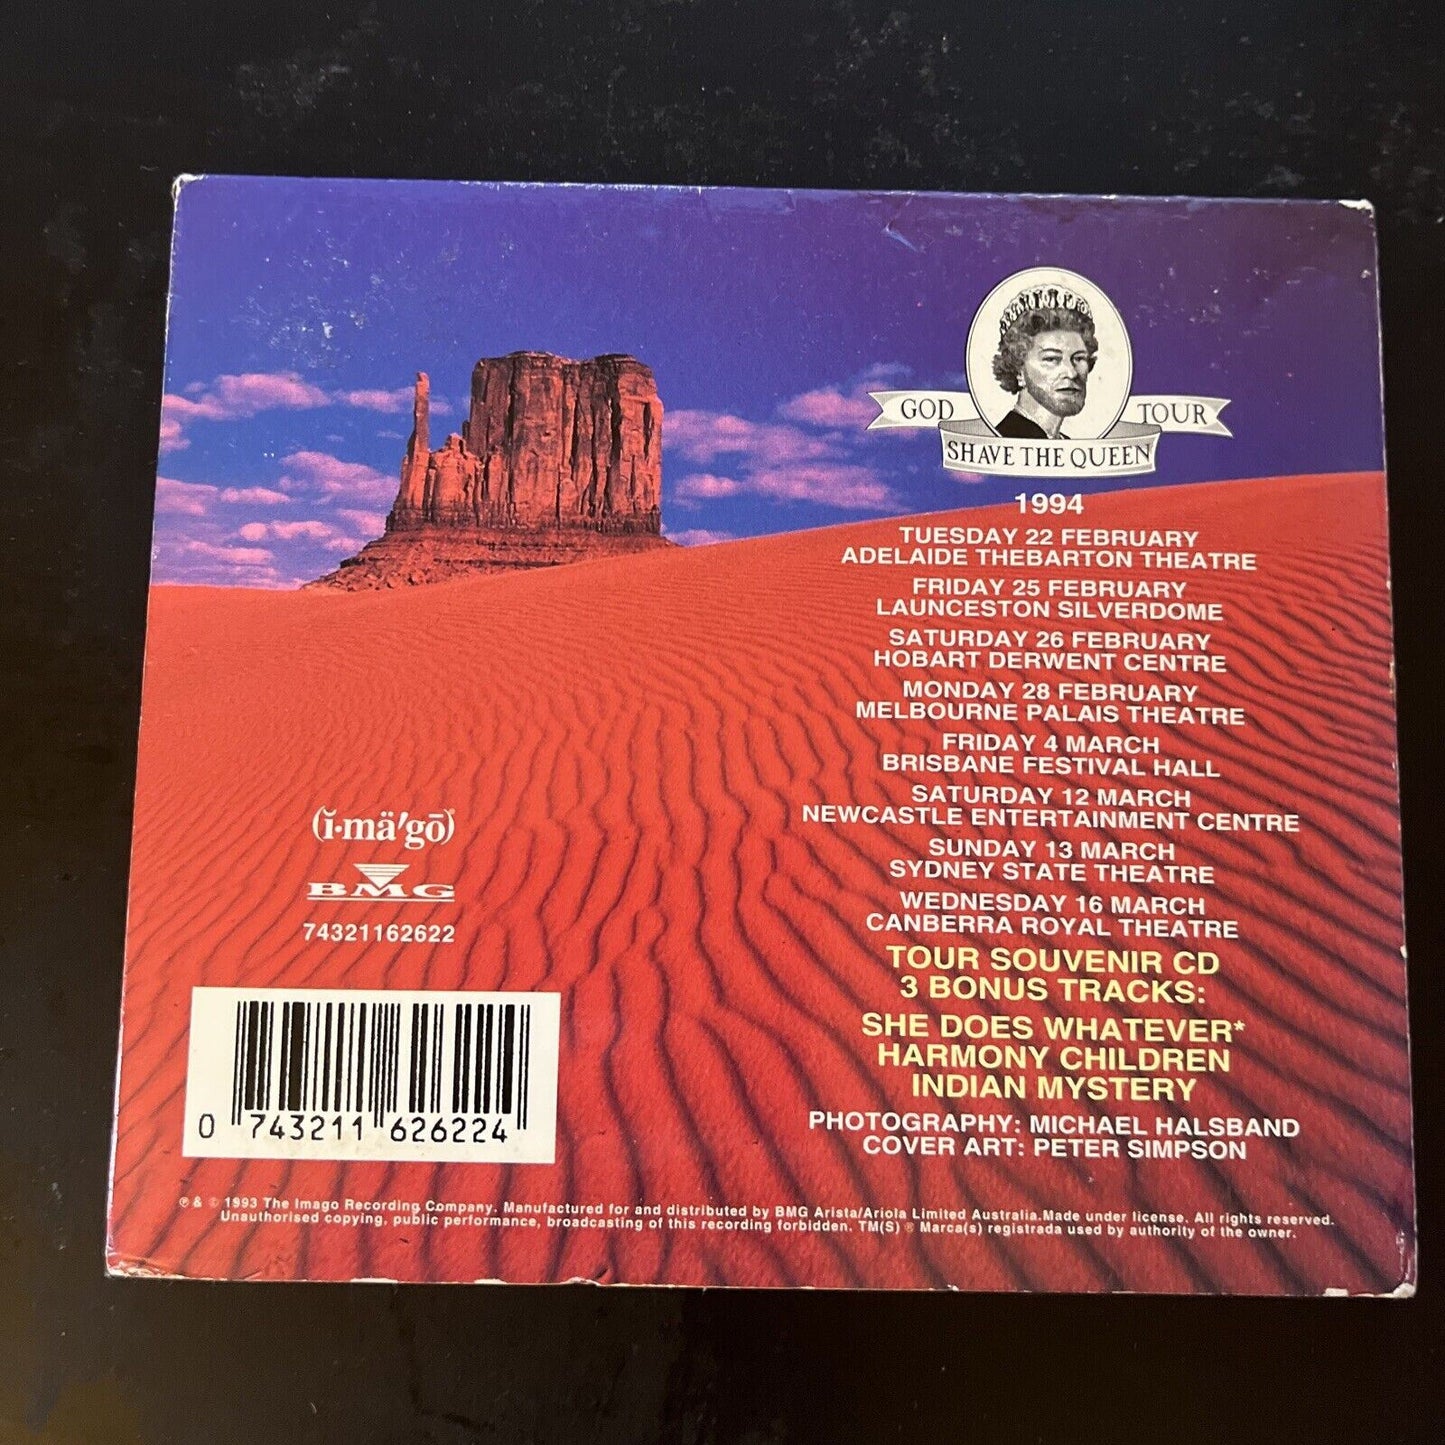 GOD TOUR
SHAVE THE QUEEN
1994
TUESDAY 22 FEBRUARY
ADELAIDE THEBARTON THEATRE
FRIDAY 25 FEBRUARY
LAUNCESTON SILVERDOME
SATURDAY 26 FEBRUARY
HOBART DERWENT CENTRE
MONDAY 28 FEBRUARY
MELBOURNE PALAIS THEATRE
FRIDAY 4 MARCH
BRISBANE FESTIVAL HALL
SATURDAY 12 MARCH
NEWCASTLE ENTERTAINMENT CENTRE
SUNDAY 13 MARCH
SYDNEY STATE THEATRE
WEDNESDAY 16 MARCH
CANBERRA ROYAL THEATRE
TOUR SOUVENIR CD
3 BONUS TRACKS:
SHE DOES WHATEVER*
HARMONY CHILDREN
INDIAN MYSTERY
PHOTOGRAPHY: MICHAEL HALSBAND
COVER ART: PETER SIMPSON
(ĭ·mä′gō)
BMG
74321162622
0 743211 626224
℗ & © 1993 The Imago Recording Company. Manufactured for and distributed by BMG Arista/Ariola Limited Australia.Made under license. All rights reserved.
Unauthorised copying, public performance, broadcasting of this recording forbidden. TM(S) ® Marca(s) registrada used by authority of the owner.